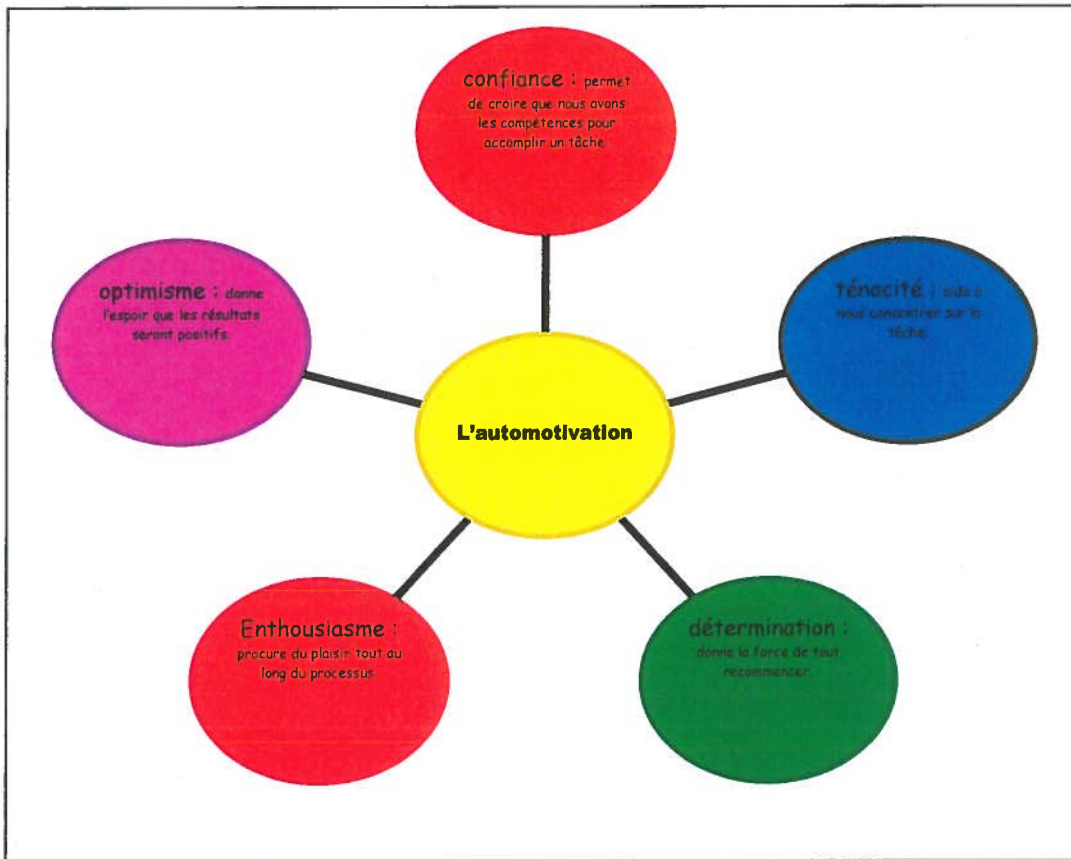 confiance : permet
de croire que nous avons
les compétences pour
accomplir un tâche
optimisme : donne
l'espoir que les résultats
seront positifs
ténacité : aide à
nous concentrer sur la
tâche
L'automotivation
Enthousiasme :
procure du plaisir tout au
long du processus
détermination :
donne la force de tout
recommencer.